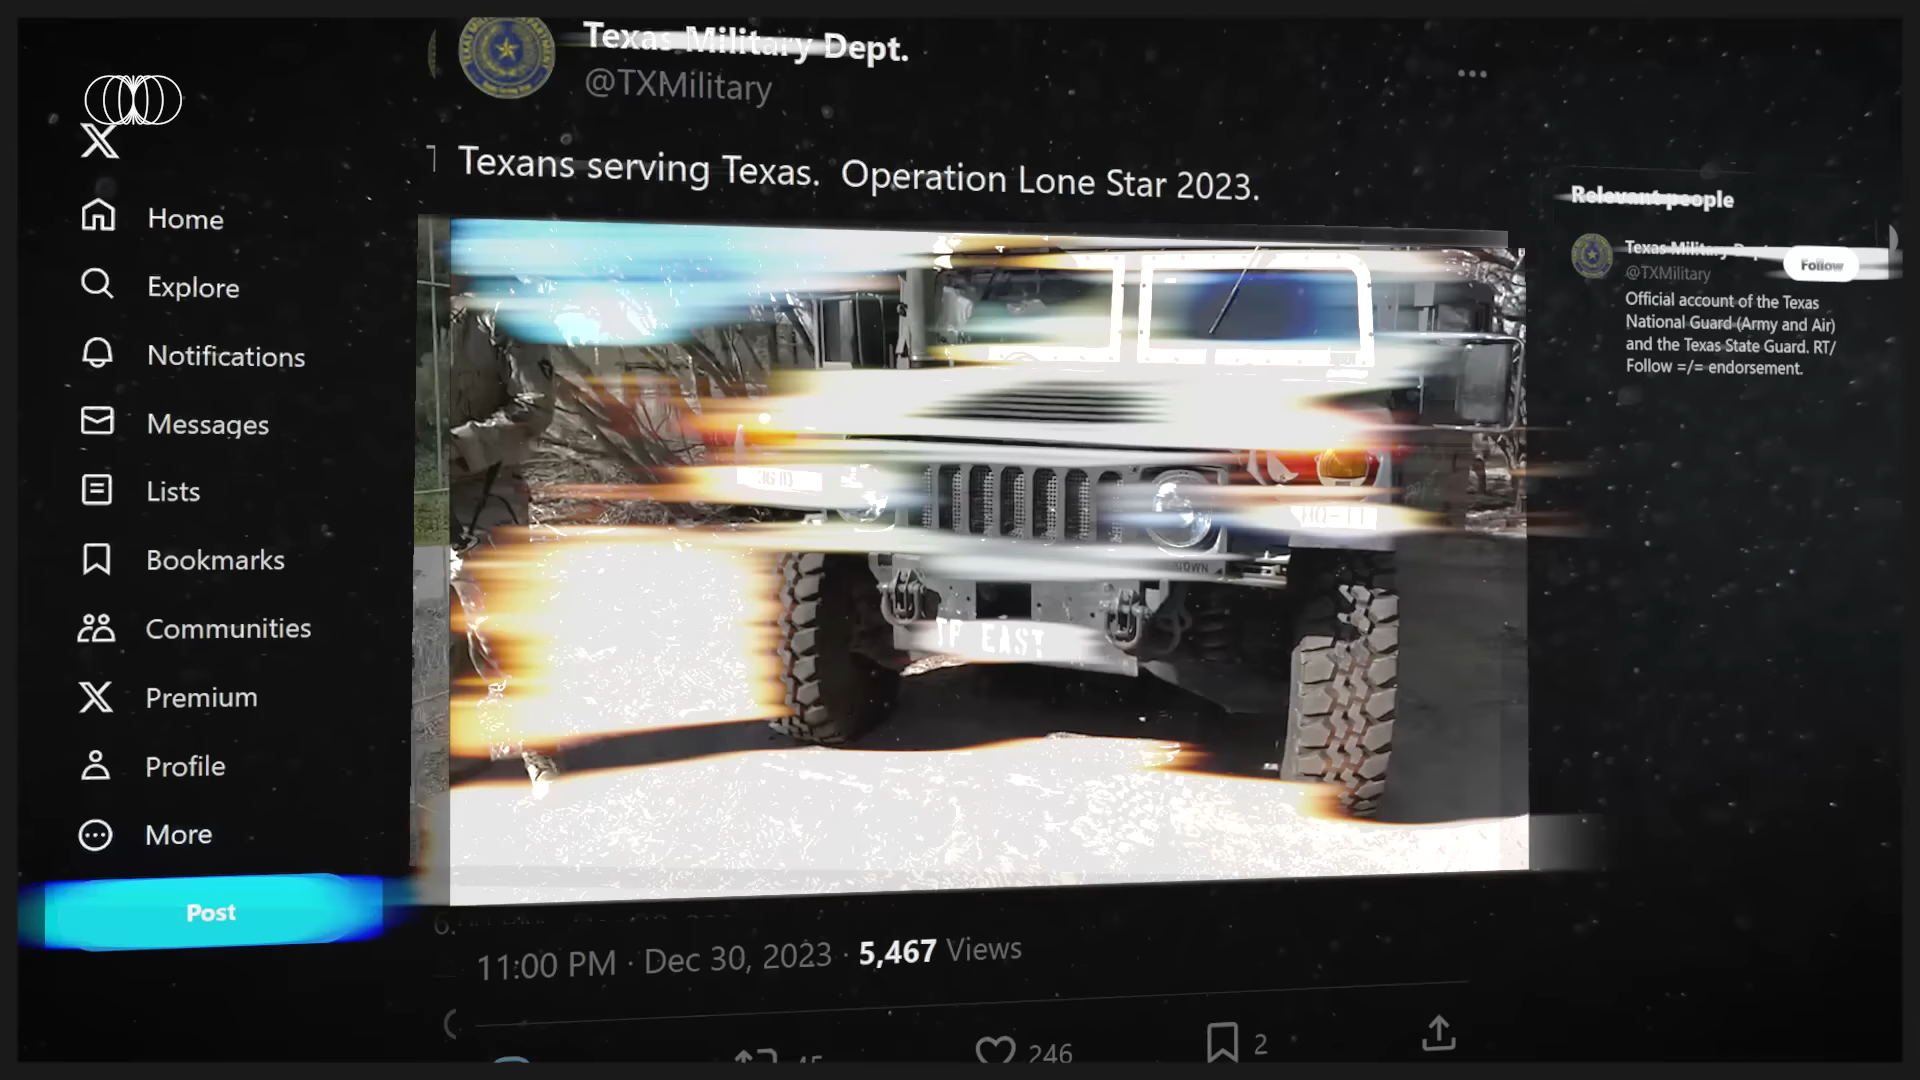 Texas Military Dept.
@TXMilitary
Texans serving Texas. Operation Lone Star 2023.
Home
Explore
Notifications
Messages
Lists
Bookmarks
Communities
Premium
Profile
More
Post
TF EAST
11:00 PM · Dec 30, 2023 · 5,467 Views
246
2
Relevant people
Texas Military
@TXMilitary
Follow
Official account of the Texas
National Guard (Army and Air)
and the Texas State Guard. RT/
Follow =/= endorsement.